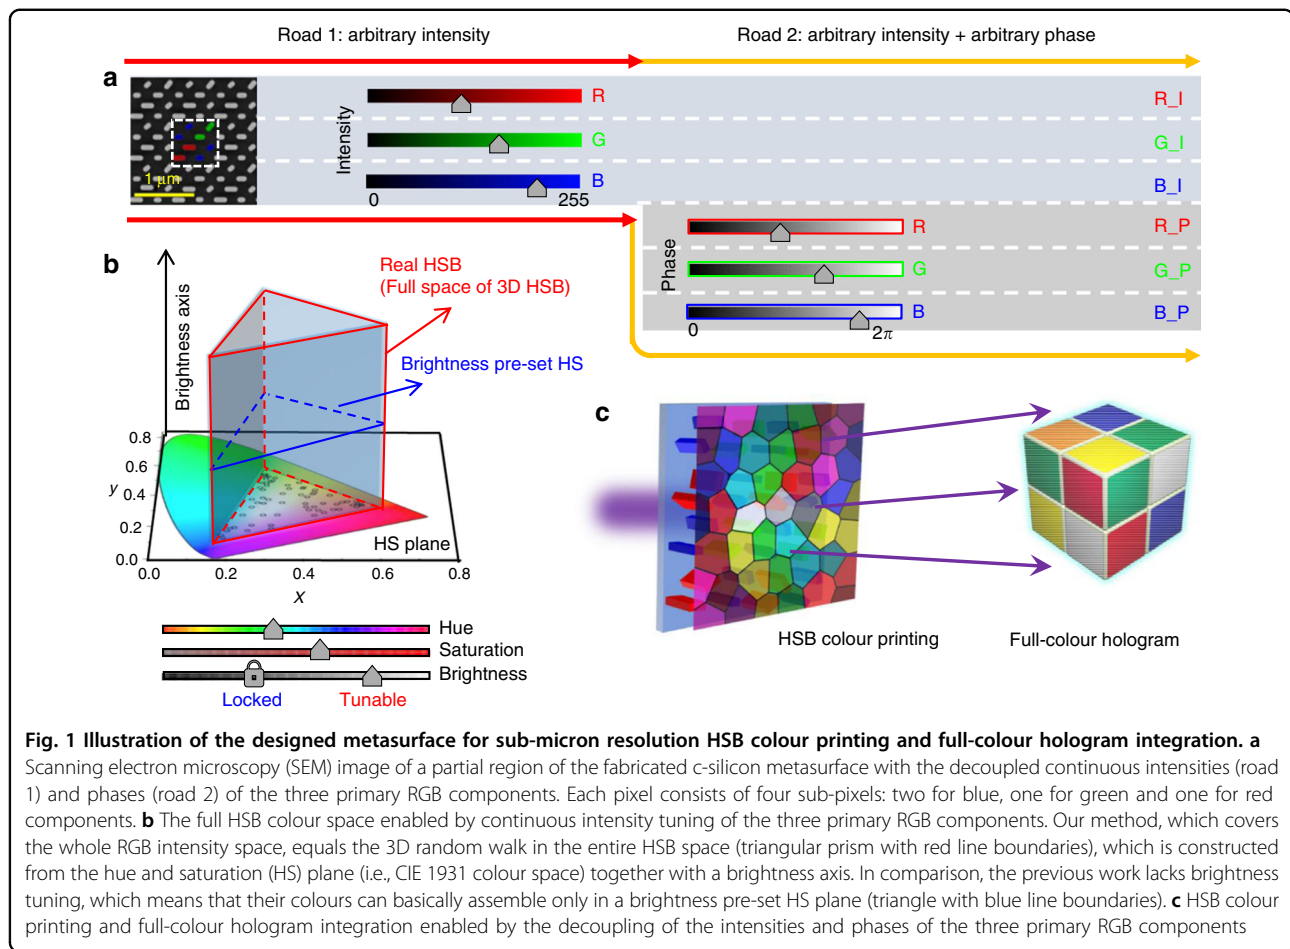 Road 1: arbitrary intensity
Road 2: arbitrary intensity + arbitrary phase
a
1 μm
Intensity
R
G
B
0
255
R_I
G_I
B_I
Phase
R
G
B
0
2π
R_P
G_P
B_P
b
Brightness axis
Real HSB
(Full space of 3D HSB)
Brightness pre-set HS
0.8
0.6
y
0.4
0.2
0.0
0.0
0.2
0.4
0.6
0.8
x
HS plane
Hue
Saturation
Brightness
Locked
Tunable
c
HSB colour printing
Full-colour hologram
Fig. 1 Illustration of the designed metasurface for sub-micron resolution HSB colour printing and full-colour hologram integration. a
Scanning electron microscopy (SEM) image of a partial region of the fabricated c-silicon metasurface with the decoupled continuous intensities (road
1) and phases (road 2) of the three primary RGB components. Each pixel consists of four sub-pixels: two for blue, one for green and one for red
components. b The full HSB colour space enabled by continuous intensity tuning of the three primary RGB components. Our method, which covers
the whole RGB intensity space, equals the 3D random walk in the entire HSB space (triangular prism with red line boundaries), which is constructed
from the hue and saturation (HS) plane (i.e., CIE 1931 colour space) together with a brightness axis. In comparison, the previous work lacks brightness
tuning, which means that their colours can basically assemble only in a brightness pre-set HS plane (triangle with blue line boundaries). c HSB colour
printing and full-colour hologram integration enabled by the decoupling of the intensities and phases of the three primary RGB components